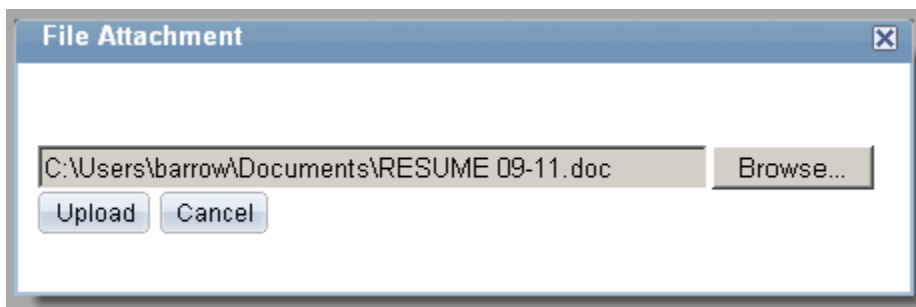 File Attachment
C:\Users\barrow\Documents\RESUME 09-11.doc Browse...
Upload Cancel